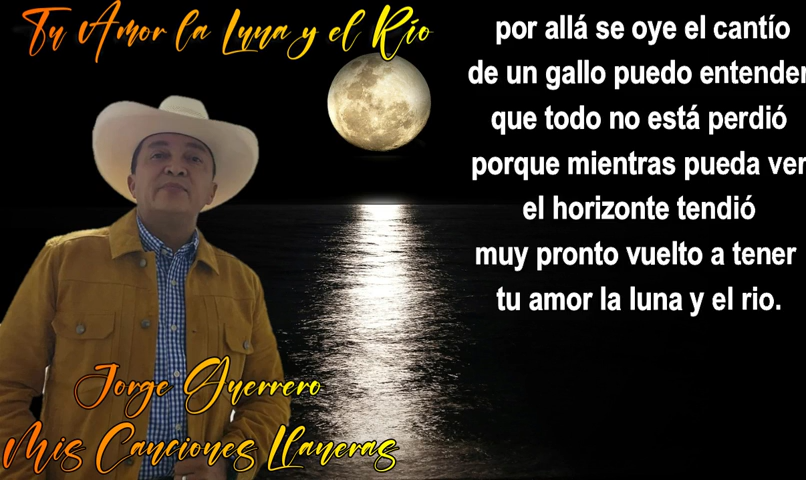 Tu Amor la Luna y el Río
por allá se oye el cantío
de un gallo puedo entender
que todo no está perdió
porque mientras pueda ver
el horizonte tendió
muy pronto vuelto a tener
tu amor la luna y el rio.
Jorge Guerrero
Mis Canciones Llaneras